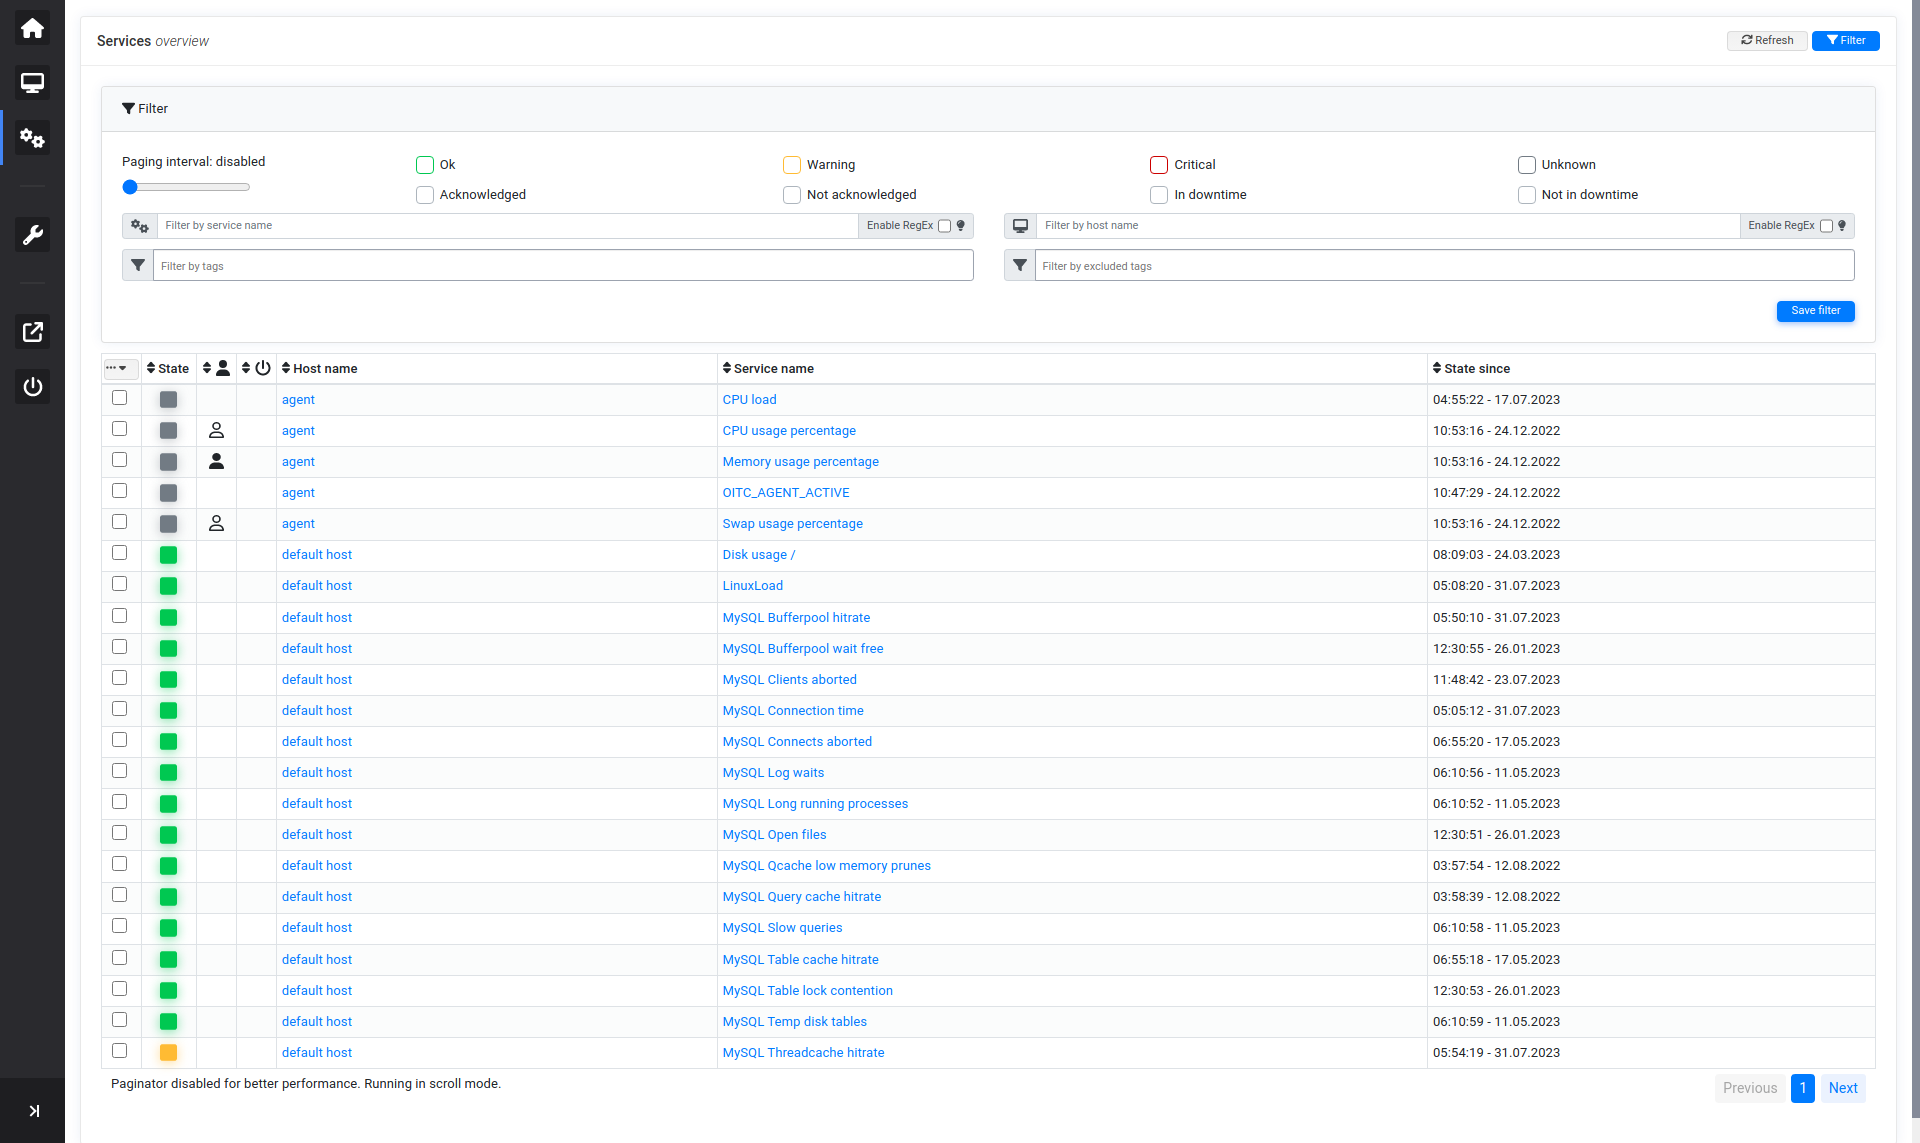 Services overview
Refresh
Filter
Filter
Paging interval: disabled
Ok
Warning
Critical
Unknown
Acknowledged
Not acknowledged
In downtime
Not in downtime
Filter by service name
Enable RegEx
Filter by host name
Enable RegEx
Filter by tags
Filter by excluded tags
Save filter
State Host name Service name State since
agent CPU load 04:55:22 - 17.07.2023
agent CPU usage percentage 10:53:16 - 24.12.2022
agent Memory usage percentage 10:53:16 - 24.12.2022
agent OITC_AGENT_ACTIVE 10:47:29 - 24.12.2022
agent Swap usage percentage 10:53:16 - 24.12.2022
default host Disk usage / 08:09:03 - 24.03.2023
default host LinuxLoad 05:08:20 - 31.07.2023
default host MySQL Bufferpool hitrate 05:50:10 - 31.07.2023
default host MySQL Bufferpool wait free 12:30:55 - 26.01.2023
default host MySQL Clients aborted 11:48:42 - 23.07.2023
default host MySQL Connection time 05:05:12 - 31.07.2023
default host MySQL Connects aborted 06:55:20 - 17.05.2023
default host MySQL Log waits 06:10:56 - 11.05.2023
default host MySQL Long running processes 06:10:52 - 11.05.2023
default host MySQL Open files 12:30:51 - 26.01.2023
default host MySQL Qcache low memory prunes 03:57:54 - 12.08.2022
default host MySQL Query cache hitrate 03:58:39 - 12.08.2022
default host MySQL Slow queries 06:10:58 - 11.05.2023
default host MySQL Table cache hitrate 06:55:18 - 17.05.2023
default host MySQL Table lock contention 12:30:53 - 26.01.2023
default host MySQL Temp disk tables 06:10:59 - 11.05.2023
default host MySQL Threadcache hitrate 05:54:19 - 31.07.2023
Paginator disabled for better performance. Running in scroll mode.
Previous 1 Next